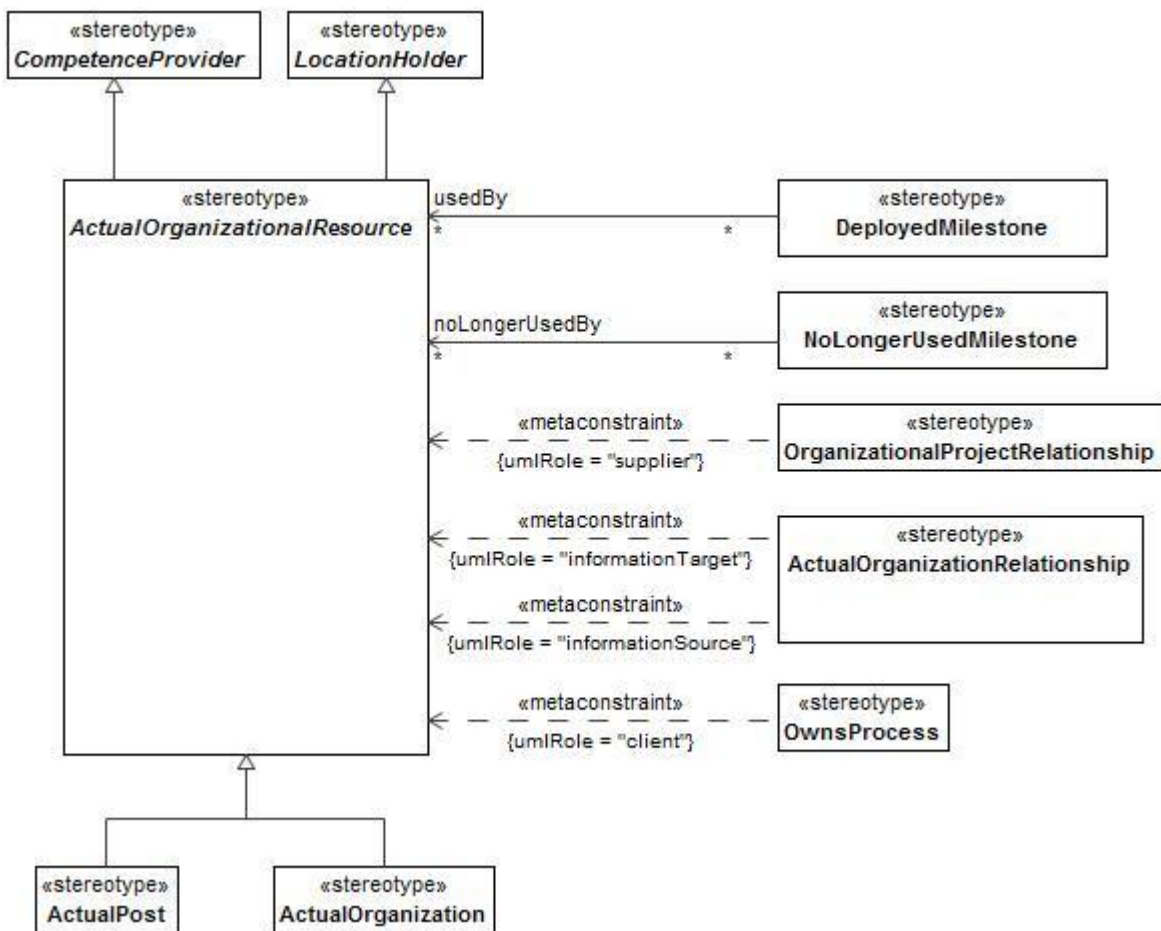 «stereotype»
CompetenceProvider
«stereotype»
LocationHolder
«stereotype»
ActualOrganizationalResource
usedBy
*
*
«stereotype»
DeployedMilestone
noLongerUsedBy
*
*
«stereotype»
NoLongerUsedMilestone
«metaconstraint»
{umlRole = "supplier"}
«stereotype»
OrganizationalProjectRelationship
«metaconstraint»
{umlRole = "informationTarget"}
«stereotype»
ActualOrganizationRelationship
«metaconstraint»
{umlRole = "informationSource"}
«metaconstraint»
{umlRole = "client"}
«stereotype»
OwnsProcess
«stereotype»
ActualPost
«stereotype»
ActualOrganization